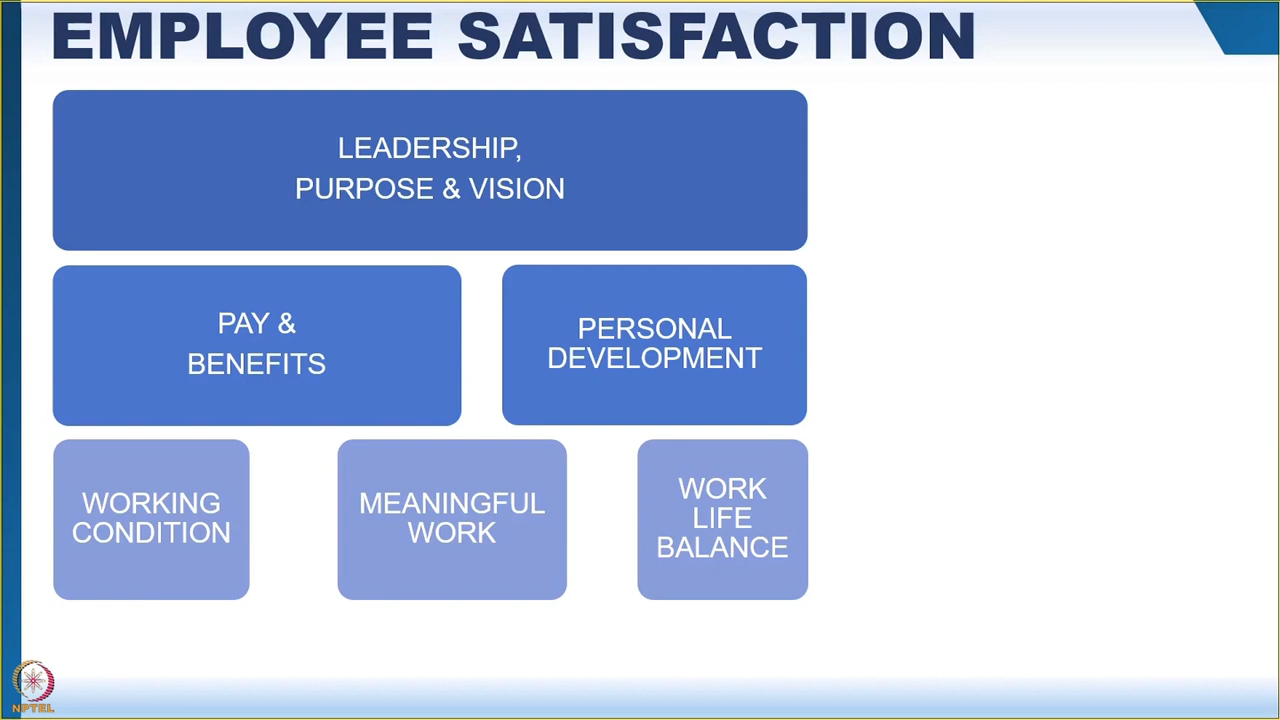 EMPLOYEE SATISFACTION
LEADERSHIP,
PURPOSE & VISION
PAY &
BENEFITS
PERSONAL
DEVELOPMENT
WORKING
CONDITION
MEANINGFUL
WORK
WORK
LIFE
BALANCE
NPTEL